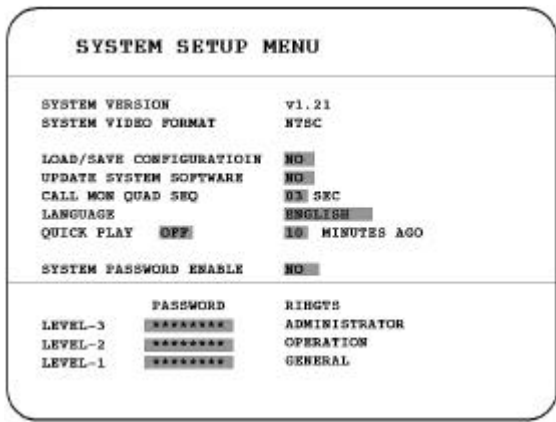 SYSTEM SETUP MENU
SYSTEM VERSION v1.21
SYSTEM VIDEO FORMAT NTSC
LOAD/SAVE CONFIGURATIOIN NO
UPDATE SYSTEM SOFTWARE NO
CALL MON QUAD SEQ 03 SEC
LANGUAGE ENGLISH
QUICK PLAY OFF 10 MINUTES AGO
SYSTEM PASSWORD ENABLE NO
PASSWORD RIHGTS
LEVEL-3 ******** ADMINISTRATOR
LEVEL-2 ******** OPERATION
LEVEL-1 ******** GENERAL